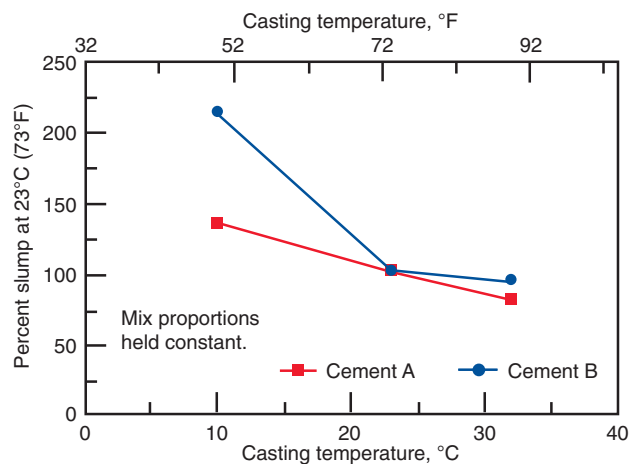 Casting temperature, °F
32 52 72 92
250
200
150
100
50
0
Percent slump at 23°C (73°F)
Mix proportions
held constant.
Cement A Cement B
0 10 20 30 40
Casting temperature, °C